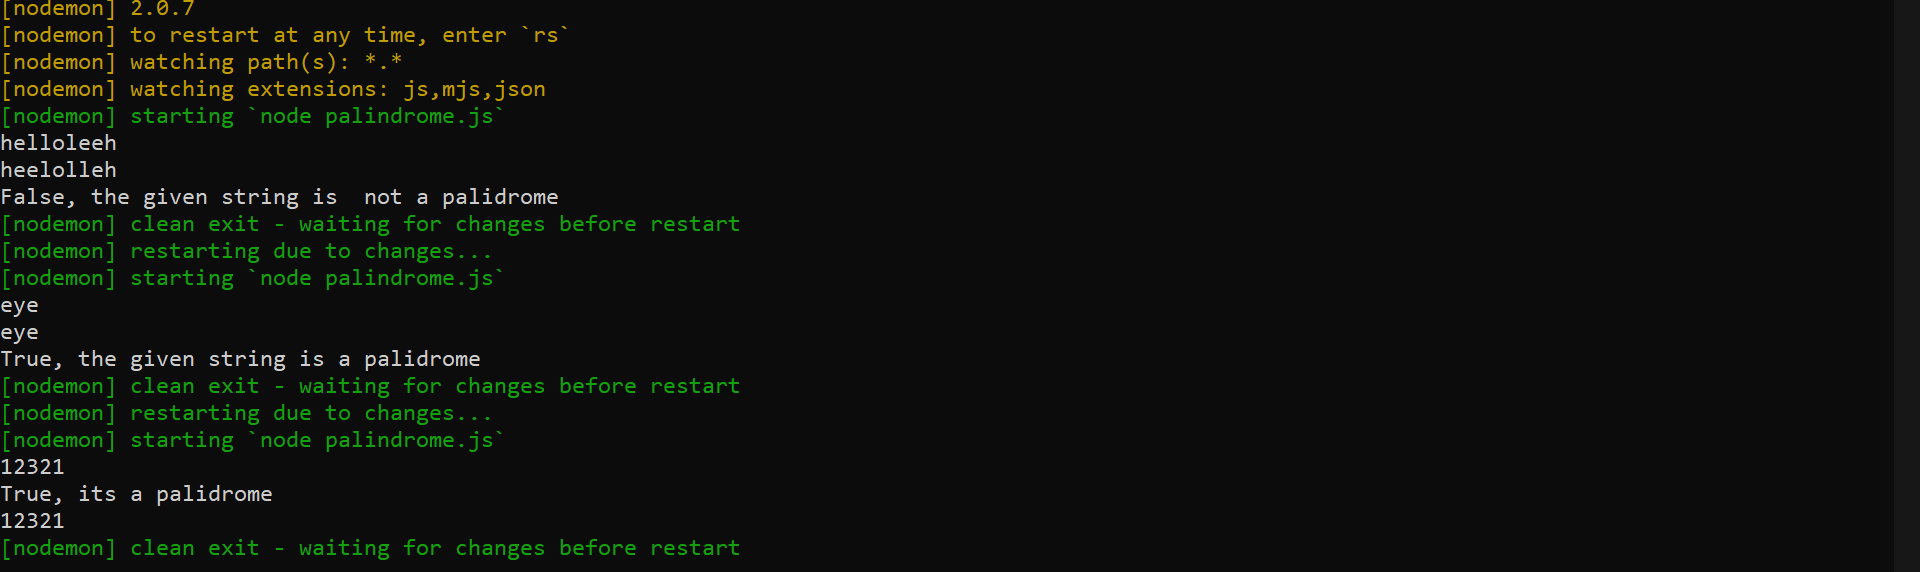 [nodemon] 2.0.7
[nodemon] to restart at any time, enter `rs`
[nodemon] watching path(s): *.*
[nodemon] watching extensions: js,mjs,json
[nodemon] starting `node palindrome.js`
helloleeh
heelolleh
False, the given string is  not a palidrome
[nodemon] clean exit - waiting for changes before restart
[nodemon] restarting due to changes...
[nodemon] starting `node palindrome.js`
eye
eye
True, the given string is a palidrome
[nodemon] clean exit - waiting for changes before restart
[nodemon] restarting due to changes...
[nodemon] starting `node palindrome.js`
12321
True, its a palidrome
12321
[nodemon] clean exit - waiting for changes before restart